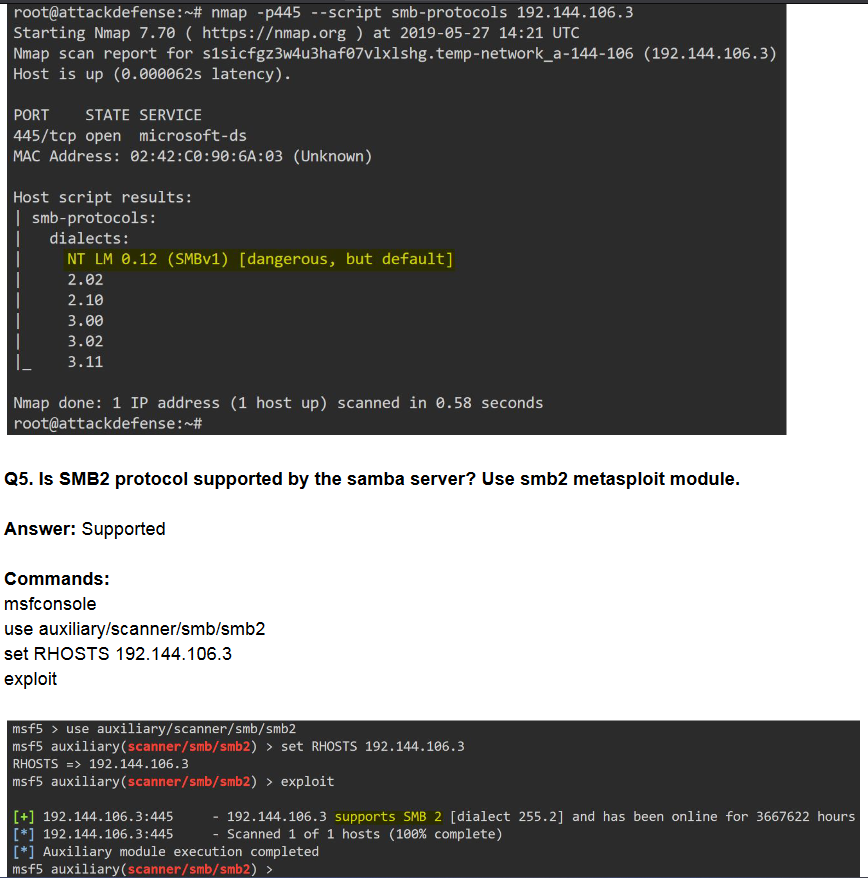 root@attackdefense:~# nmap -p445 --script smb-protocols 192.144.106.3
Starting Nmap 7.70 ( https://nmap.org ) at 2019-05-27 14:21 UTC
Nmap scan report for s1sicfgz3w4u3haf07vlxlshg.temp-network_a-144-106 (192.144.106.3)
Host is up (0.000062s latency).
PORT    STATE SERVICE
445/tcp open  microsoft-ds
MAC Address: 02:42:C0:90:6A:03 (Unknown)
Host script results:
| smb-protocols:
|   dialects:
|     NT LM 0.12 (SMBv1) [dangerous, but default]
|     2.02
|     2.10
|     3.00
|     3.02
|_    3.11
Nmap done: 1 IP address (1 host up) scanned in 0.58 seconds
root@attackdefense:~#
Q5. Is SMB2 protocol supported by the samba server? Use smb2 metasploit module.
Answer: Supported
Commands:
msfconsole
use auxiliary/scanner/smb/smb2
set RHOSTS 192.144.106.3
exploit
msf5 > use auxiliary/scanner/smb/smb2
msf5 auxiliary(scanner/smb/smb2) > set RHOSTS 192.144.106.3
RHOSTS => 192.144.106.3
msf5 auxiliary(scanner/smb/smb2) > exploit
[+] 192.144.106.3:445     - 192.144.106.3 supports SMB 2 [dialect 255.2] and has been online for 3667622 hours
[*] 192.144.106.3:445     - Scanned 1 of 1 hosts (100% complete)
[*] Auxiliary module execution completed
msf5 auxiliary(scanner/smb/smb2) >